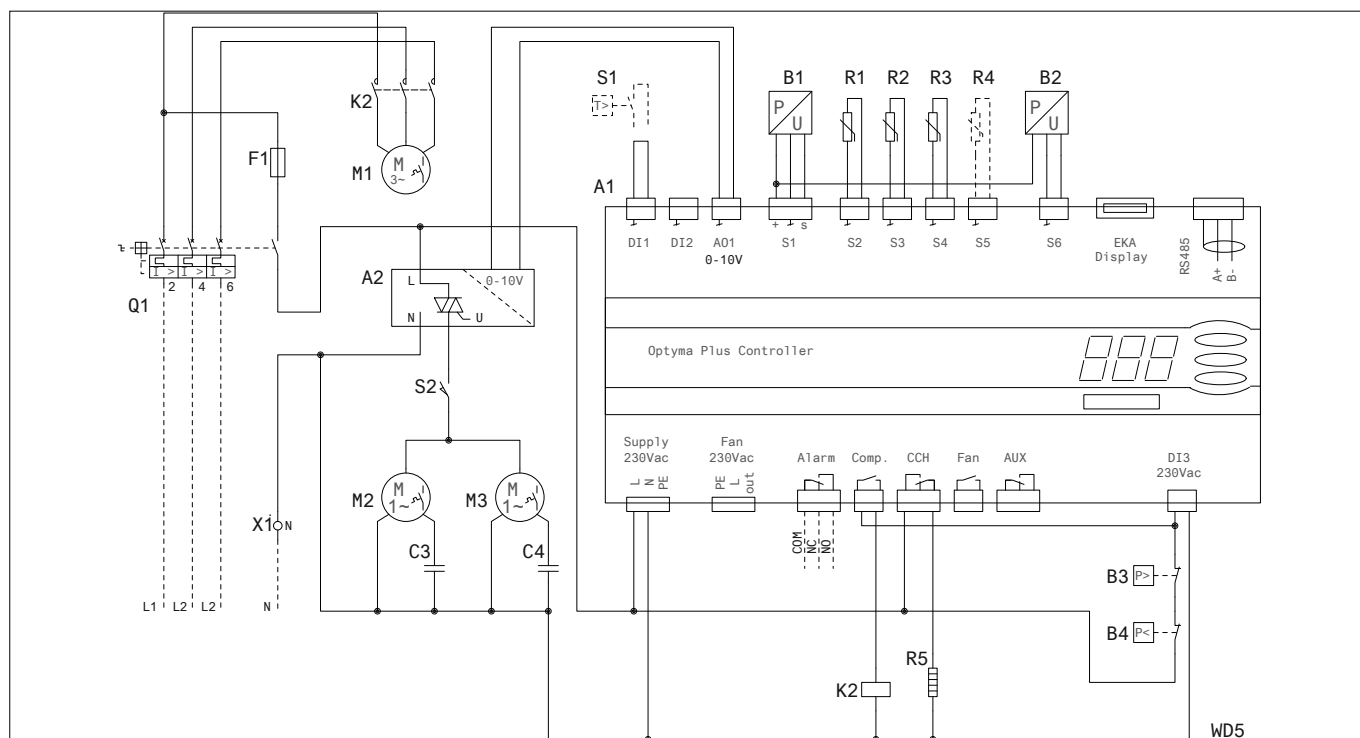 S1
B1
R1
R2
R3
R4
B2
T>
P
U
P
U
K2
F1
M
3~
M1
A1
+
s
DI1
DI2
AO1
0-10V
S1
S2
S3
S4
S5
S6
EKA
Display
RS485
A+
B-
I >
I >
I >
2
4
6
Q1
A2
L
0-10V
N
U
Optyma Plus Controller
S2
Supply
230Vac
Fan
230Vac
Alarm
Comp.
CCH
Fan
AUX
DI3
230Vac
L
N
PE
PE
L
out
M2
M
1~
M3
M
1~
X1
N
C3
C4
COM
NC
NO
B3
P>
B4
P<
L1
L2
L2
N
K2
R5
WD5